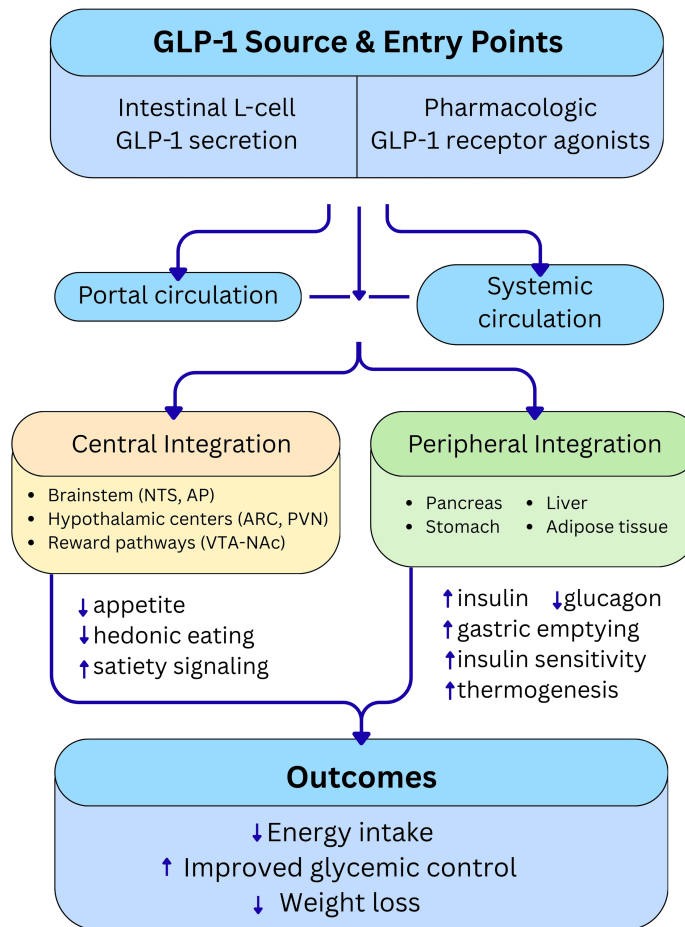 GLP-1 Source & Entry Points
Intestinal L-cell
GLP-1 secretion
Pharmacologic
GLP-1 receptor agonists
Portal circulation
Systemic
circulation
Central Integration
• Brainstem (NTS, AP)
• Hypothalamic centers (ARC, PVN)
• Reward pathways (VTA-NAc)
Peripheral Integration
• Pancreas
• Stomach
• Liver
• Adipose tissue
↓ appetite
↓ hedonic eating
↑ satiety signaling
↑ insulin ↓ glucagon
↑ gastric emptying
↑ insulin sensitivity
↑ thermogenesis
Outcomes
↓ Energy intake
↑ Improved glycemic control
↓ Weight loss